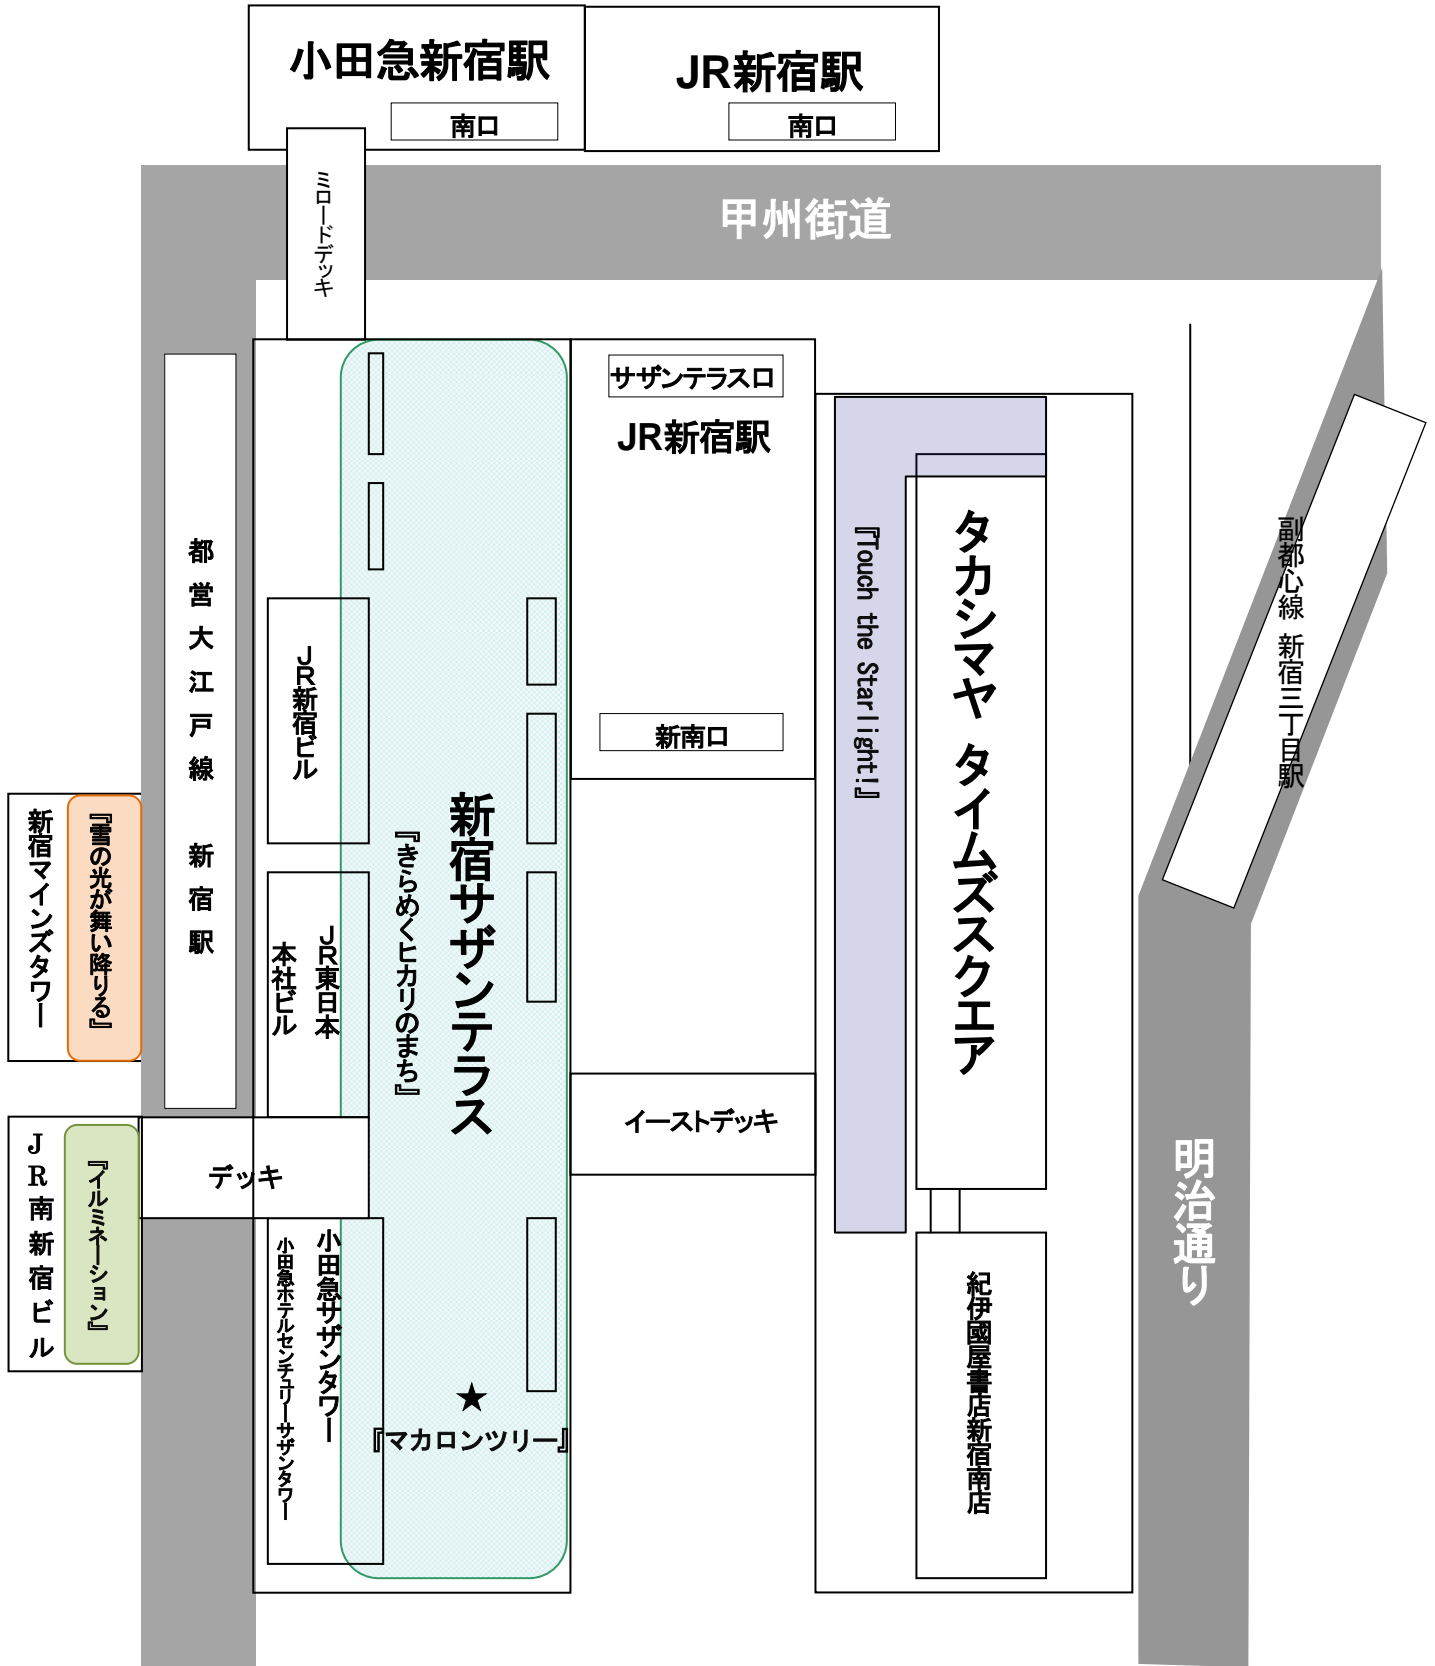 小田急新宿駅
JR新宿駅
南口
南口
ミロードデッキ
甲州街道
サザンテラス口
JR新宿駅
新南口
都営大江戸線 新宿駅
JR新宿ビル
JR東日本
本社ビル
新宿サザンテラス
『きらめくヒカリのまち』
『Touch the Starlight!』
タカシマヤ タイムズスクエア
副都心線 新宿三丁目駅
『雪の光が舞い降りる』
新宿マインズタワー
イーストデッキ
デッキ
『イルミネーション』
JR南新宿ビル
小田急サザンタワー
小田急ホテルセンチュリーサザンタワー
★
『マカロンツリー』
紀伊國屋書店新宿南店
明治通り